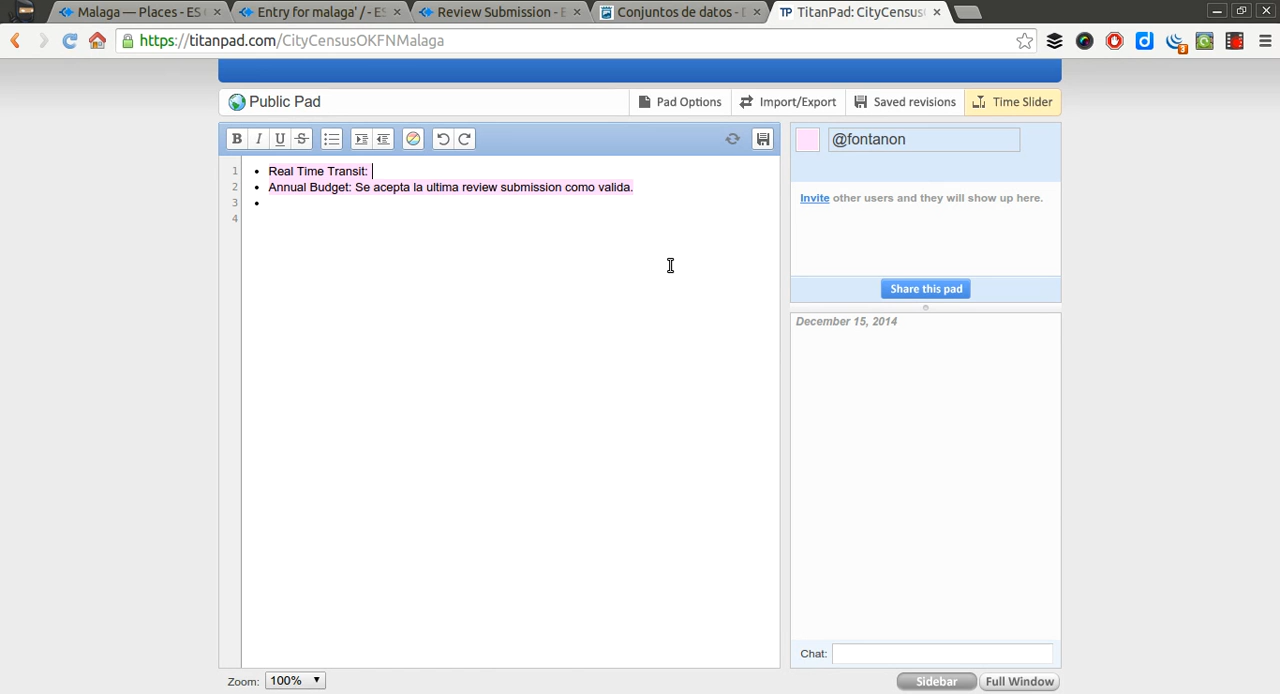 Malaga — Places - ES
Entry for malaga' / - ES
Review Submission - E
Conjuntos de datos - D
TitanPad: CityCensus
https://titanpad.com/CityCensusOKFNMalaga
Public Pad
Pad Options
Import/Export
Saved revisions
Time Slider
B I U S
@fontanon
1 • Real Time Transit:
2 • Annual Budget: Se acepta la ultima review submission como valida.
3 •
4
Invite other users and they will show up here.
Share this pad
December 15, 2014
Chat:
Zoom: 100%
Sidebar
Full Window